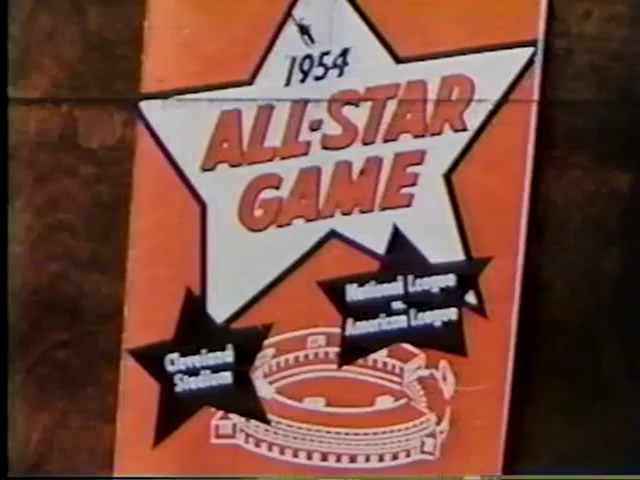 1954
ALL-STAR
GAME
National League
vs.
American League
Cleveland
Stadium